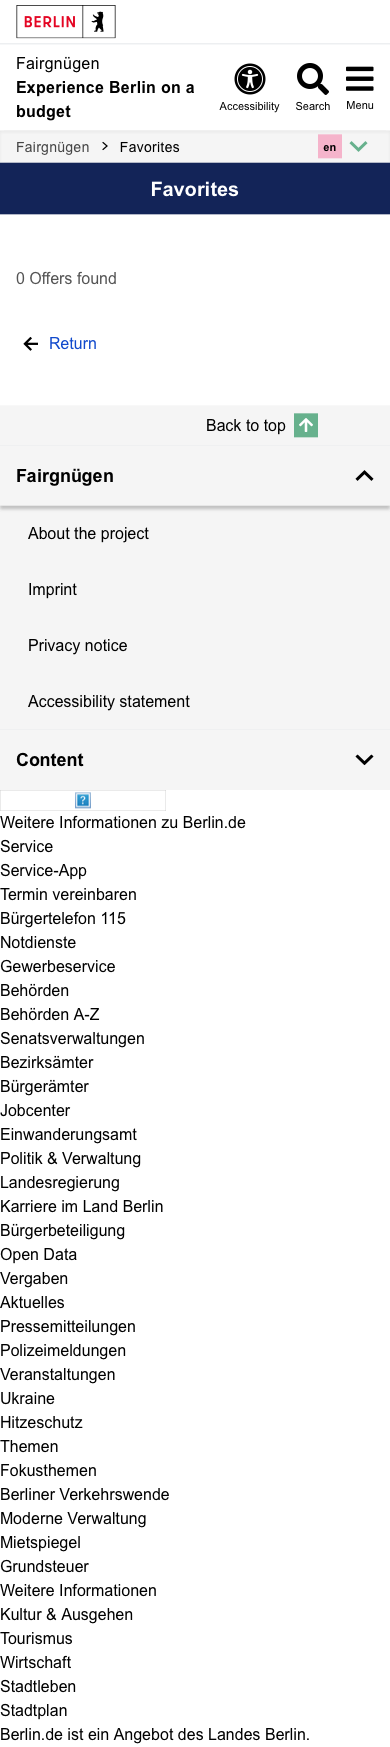 BERLIN
Fairgnügen
Experience Berlin on a
budget
Accessibility
Search
Menu
Fairgnügen > Favorites
en
Favorites
0 Offers found
Return
Back to top
Fairgnügen
About the project
Imprint
Privacy notice
Accessibility statement
Content
?
Weitere Informationen zu Berlin.de
Service
Service-App
Termin vereinbaren
Bürgertelefon 115
Notdienste
Gewerbeservice
Behörden
Behörden A-Z
Senatsverwaltungen
Bezirksämter
Bürgerämter
Jobcenter
Einwanderungsamt
Politik & Verwaltung
Landesregierung
Karriere im Land Berlin
Bürgerbeteiligung
Open Data
Vergaben
Aktuelles
Pressemitteilungen
Polizeimeldungen
Veranstaltungen
Ukraine
Hitzeschutz
Themen
Fokusthemen
Berliner Verkehrswende
Moderne Verwaltung
Mietspiegel
Grundsteuer
Weitere Informationen
Kultur & Ausgehen
Tourismus
Wirtschaft
Stadtleben
Stadtplan
Berlin.de ist ein Angebot des Landes Berlin.